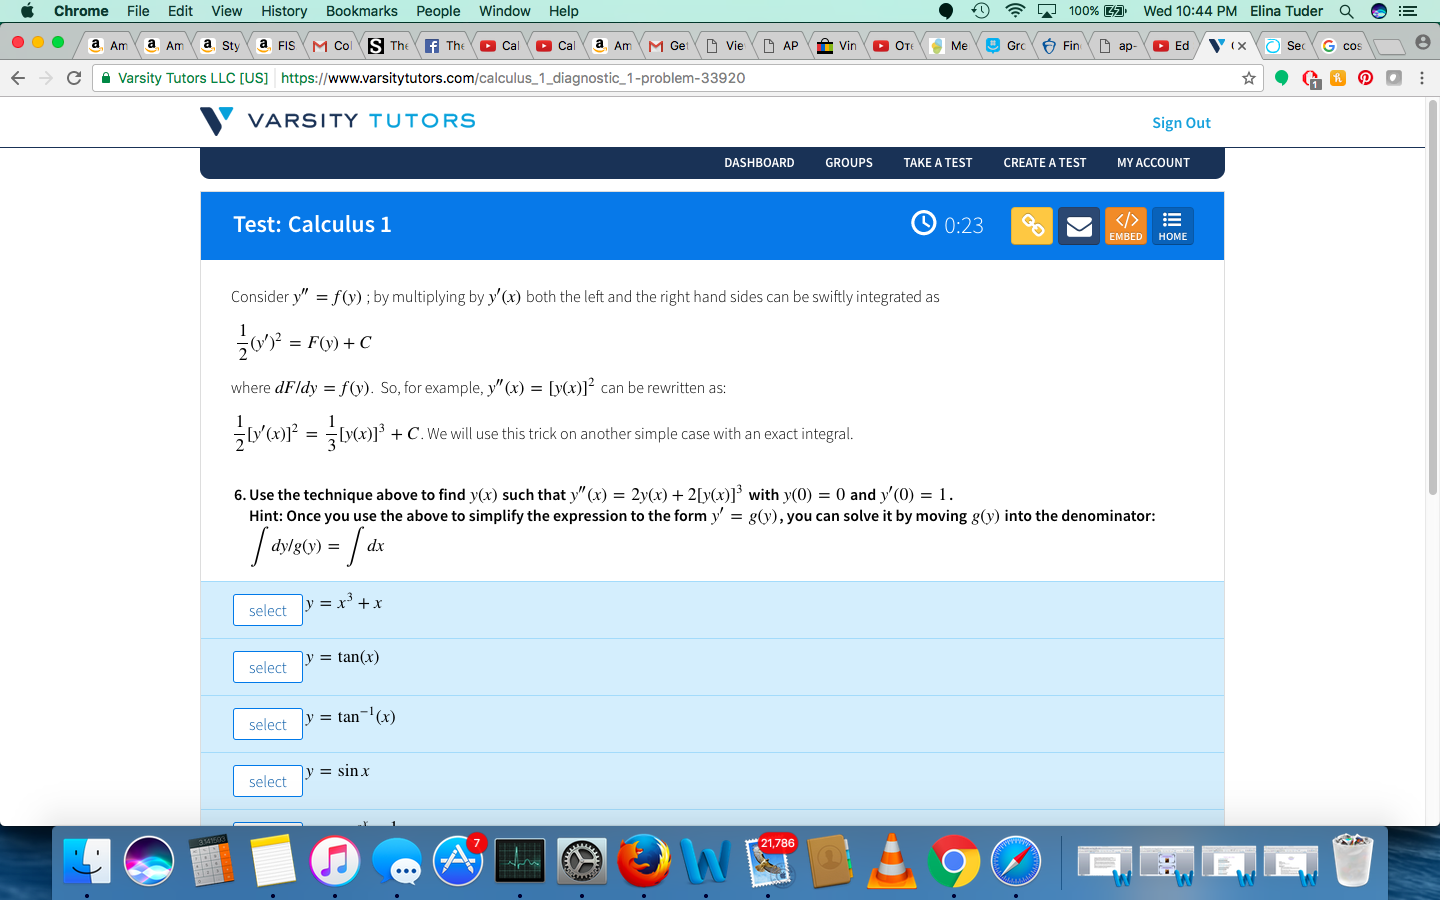 Chrome File Edit View History Bookmarks People Window Help 100% Wed 10:44 PM Elina Tuder
Am Am Sty FIS Col The The Cal Cal Am Get Vie AP Vin Me Grc Fin ap- Ed ( Sec cos
Varsity Tutors LLC [US] https://www.varsitytutors.com/calculus_1_diagnostic_1-problem-33920
VARSITY TUTORS
Sign Out
DASHBOARD GROUPS TAKE A TEST CREATE A TEST MY ACCOUNT
Test: Calculus 1
0:23
EMBED HOME
Consider y″ = f(y) ; by multiplying by y′(x) both the left and the right hand sides can be swiftly integrated as
1/2 (y′)² = F(y) + C
where dF/dy = f(y). So, for example, y″(x) = [y(x)]² can be rewritten as:
1/2 [y′(x)]² = 1/3 [y(x)]³ + C. We will use this trick on another simple case with an exact integral.
6. Use the technique above to find y(x) such that y″(x) = 2y(x) + 2[y(x)]³ with y(0) = 0 and y′(0) = 1.
Hint: Once you use the above to simplify the expression to the form y′ = g(y), you can solve it by moving g(y) into the denominator:
∫ dy/g(y) = ∫ dx
select y = x³ + x
select y = tan(x)
select y = tan⁻¹(x)
select y = sin x
7
21,786